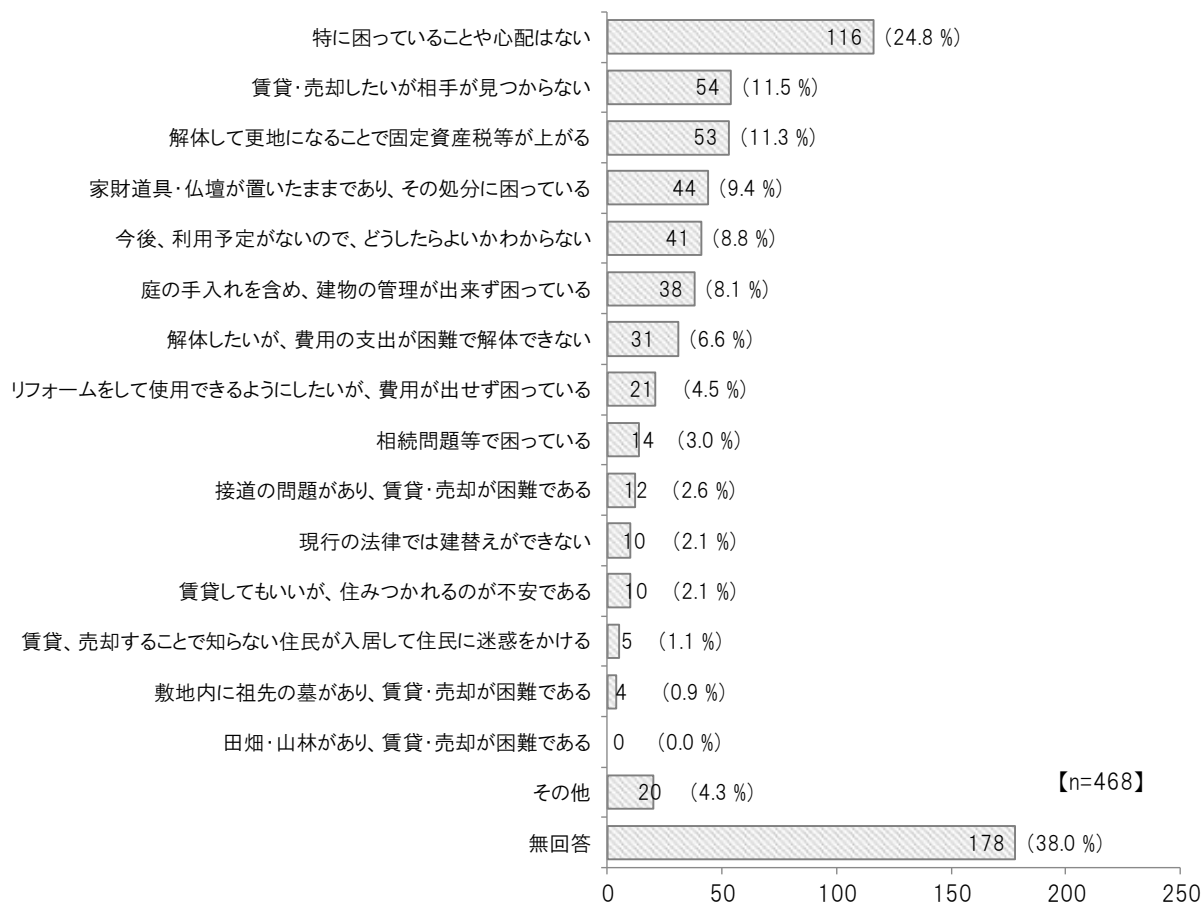 特に困っていることや心配はない 116 (24.8 %)
賃貸・売却したいが相手が見つからない 54 (11.5 %)
解体して更地になることで固定資産税等が上がる 53 (11.3 %)
家財道具・仏壇が置いたままであり、その処分に困っている 44 (9.4 %)
今後、利用予定がないので、どうしたらよいかわからない 41 (8.8 %)
庭の手入れを含め、建物の管理が出来ず困っている 38 (8.1 %)
解体したいが、費用の支出が困難で解体できない 31 (6.6 %)
リフォームをして使用できるようにしたいが、費用が出せず困っている 21 (4.5 %)
相続問題等で困っている 14 (3.0 %)
接道の問題があり、賃貸・売却が困難である 12 (2.6 %)
現行の法律では建替えができない 10 (2.1 %)
賃貸してもいいが、住みつかれるのが不安である 10 (2.1 %)
賃貸、売却することで知らない住民が入居して住民に迷惑をかける 5 (1.1 %)
敷地内に祖先の墓があり、賃貸・売却が困難である 4 (0.9 %)
田畑・山林があり、賃貸・売却が困難である 0 (0.0 %)
その他 20 (4.3 %) 【n=468】
無回答 178 (38.0 %)
0 50 100 150 200 250